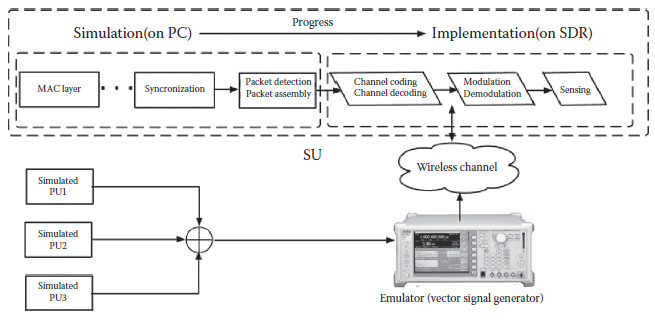 Progress
Simulation(on PC)
Implementation(on SDR)
MAC layer
Syncronization
Packet detection
Packet assembly
Channel coding
Channel decoding
Modulation
Demodulation
Sensing
SU
Wireless channel
Simulated
PU1
Simulated
PU2
Simulated
PU3
Emulator (vector signal generator)